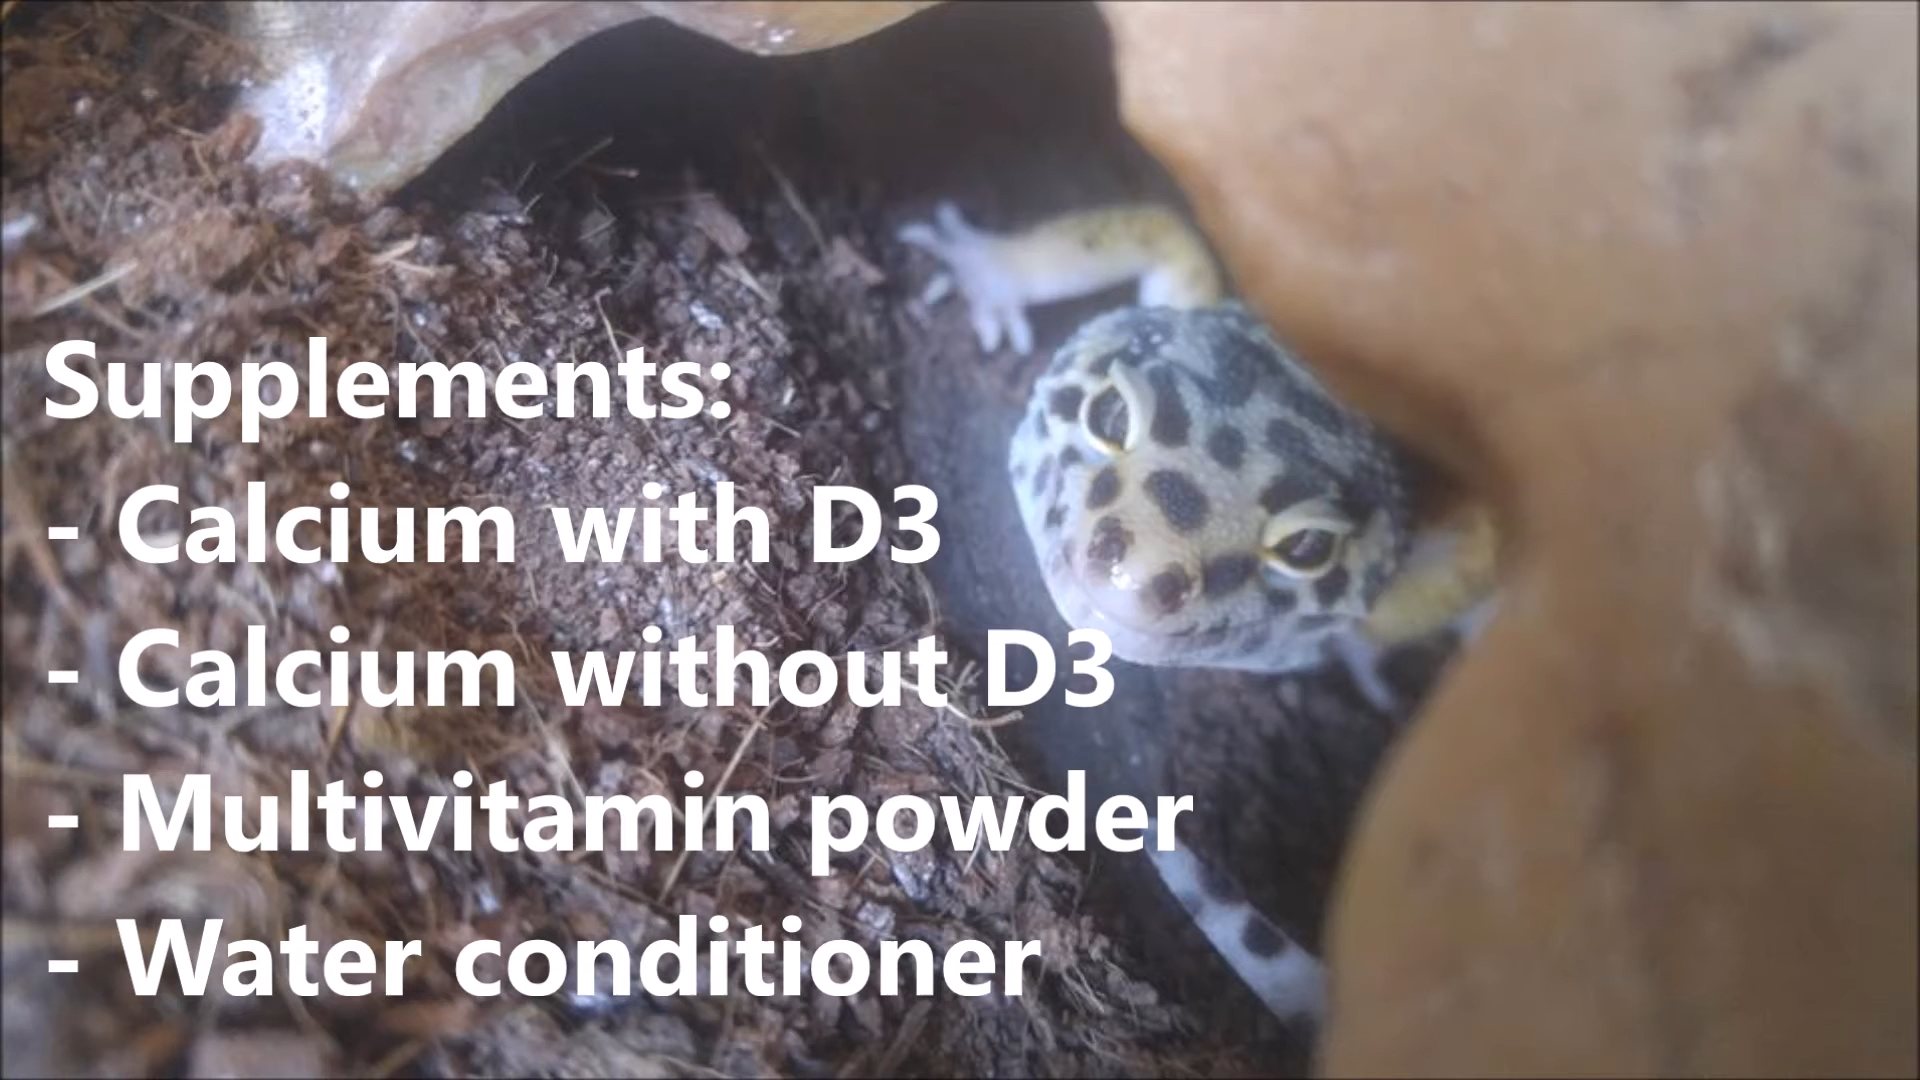 Supplements:
- Calcium with D3
- Calcium without D3
- Multivitamin powder
- Water conditioner